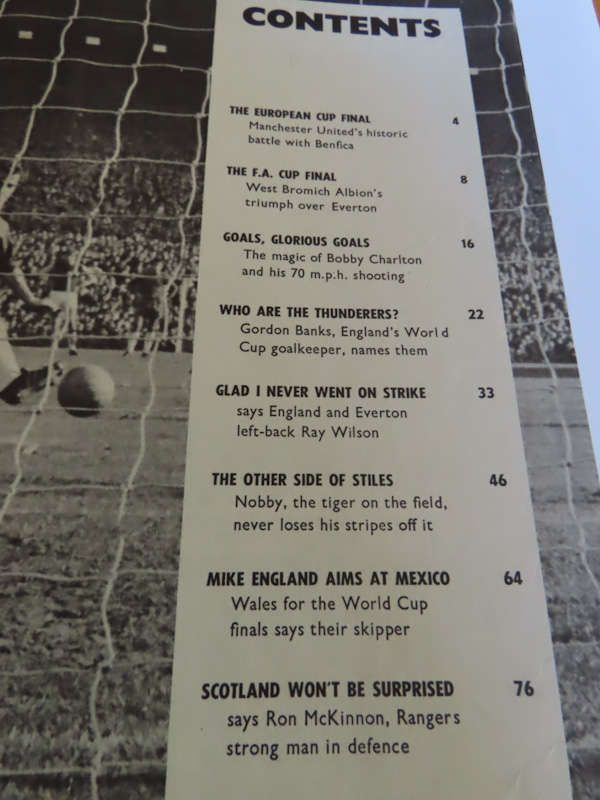 CONTENTS
THE EUROPEAN CUP FINAL 4
Manchester United's historic
battle with Benfica
THE F.A. CUP FINAL 8
West Bromich Albion's
triumph over Everton
GOALS, GLORIOUS GOALS 16
The magic of Bobby Charlton
and his 70 m.p.h. shooting
WHO ARE THE THUNDERERS? 22
Gordon Banks, England's World
Cup goalkeeper, names them
GLAD I NEVER WENT ON STRIKE 33
says England and Everton
left-back Ray Wilson
THE OTHER SIDE OF STILES 46
Nobby, the tiger on the field,
never loses his stripes off it
MIKE ENGLAND AIMS AT MEXICO 64
Wales for the World Cup
finals says their skipper
SCOTLAND WON'T BE SURPRISED 76
says Ron McKinnon, Rangers
strong man in defence